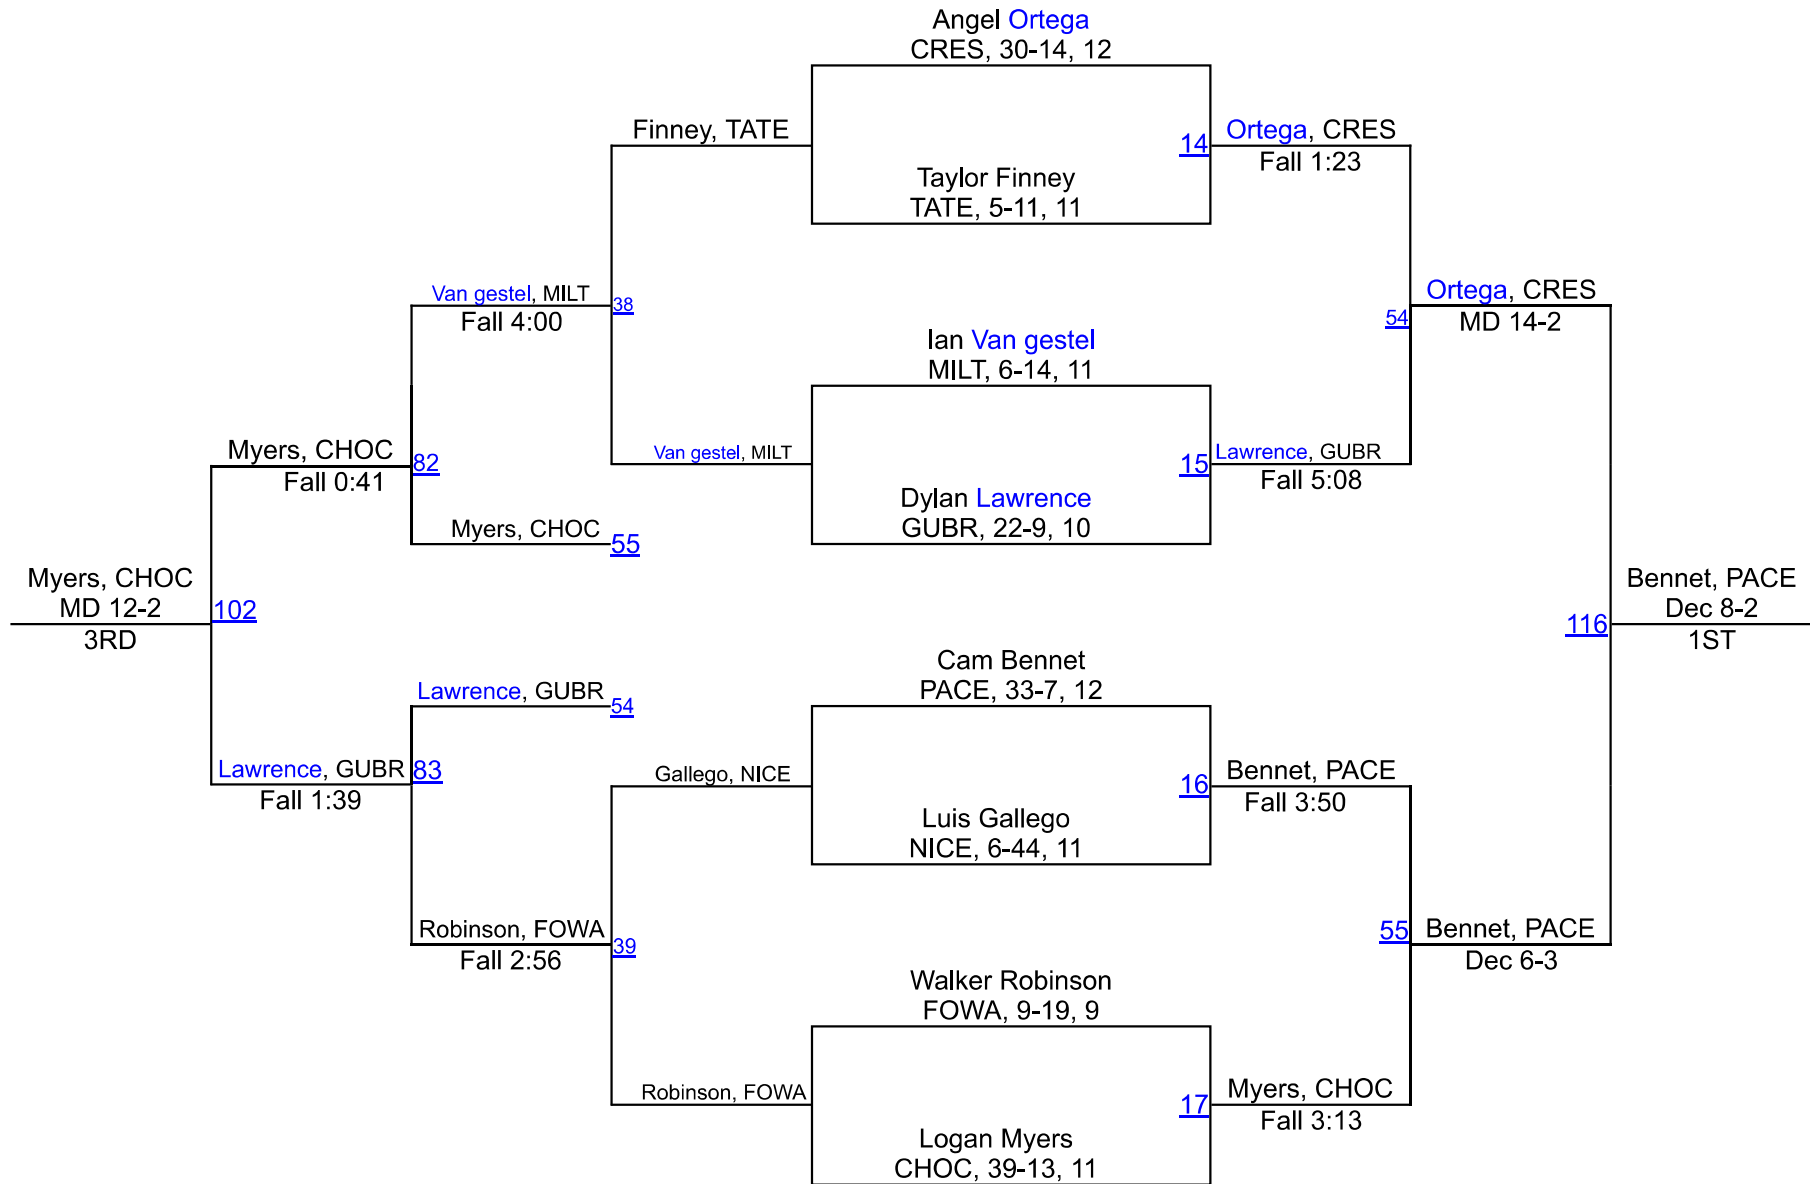 Angel Ortega
CRES, 30-14, 12
Finney, TATE
14
Ortega, CRES
Fall 1:23
Taylor Finney
TATE, 5-11, 11
Van gestel, MILT
38
Fall 4:00
Ortega, CRES
54
MD 14-2
Ian Van gestel
MILT, 6-14, 11
Myers, CHOC
82
Fall 0:41
Van gestel, MILT
15
Lawrence, GUBR
Fall 5:08
Dylan Lawrence
GUBR, 22-9, 10
Myers, CHOC
55
Myers, CHOC
MD 12-2
102
3RD
Bennet, PACE
Dec 8-2
116
1ST
Cam Bennet
PACE, 33-7, 12
Lawrence, GUBR
54
Lawrence, GUBR
83
Fall 1:39
Gallego, NICE
16
Bennet, PACE
Fall 3:50
Luis Gallego
NICE, 6-44, 11
Robinson, FOWA
39
Fall 2:56
55
Bennet, PACE
Dec 6-3
Walker Robinson
FOWA, 9-19, 9
Robinson, FOWA
17
Myers, CHOC
Fall 3:13
Logan Myers
CHOC, 39-13, 11